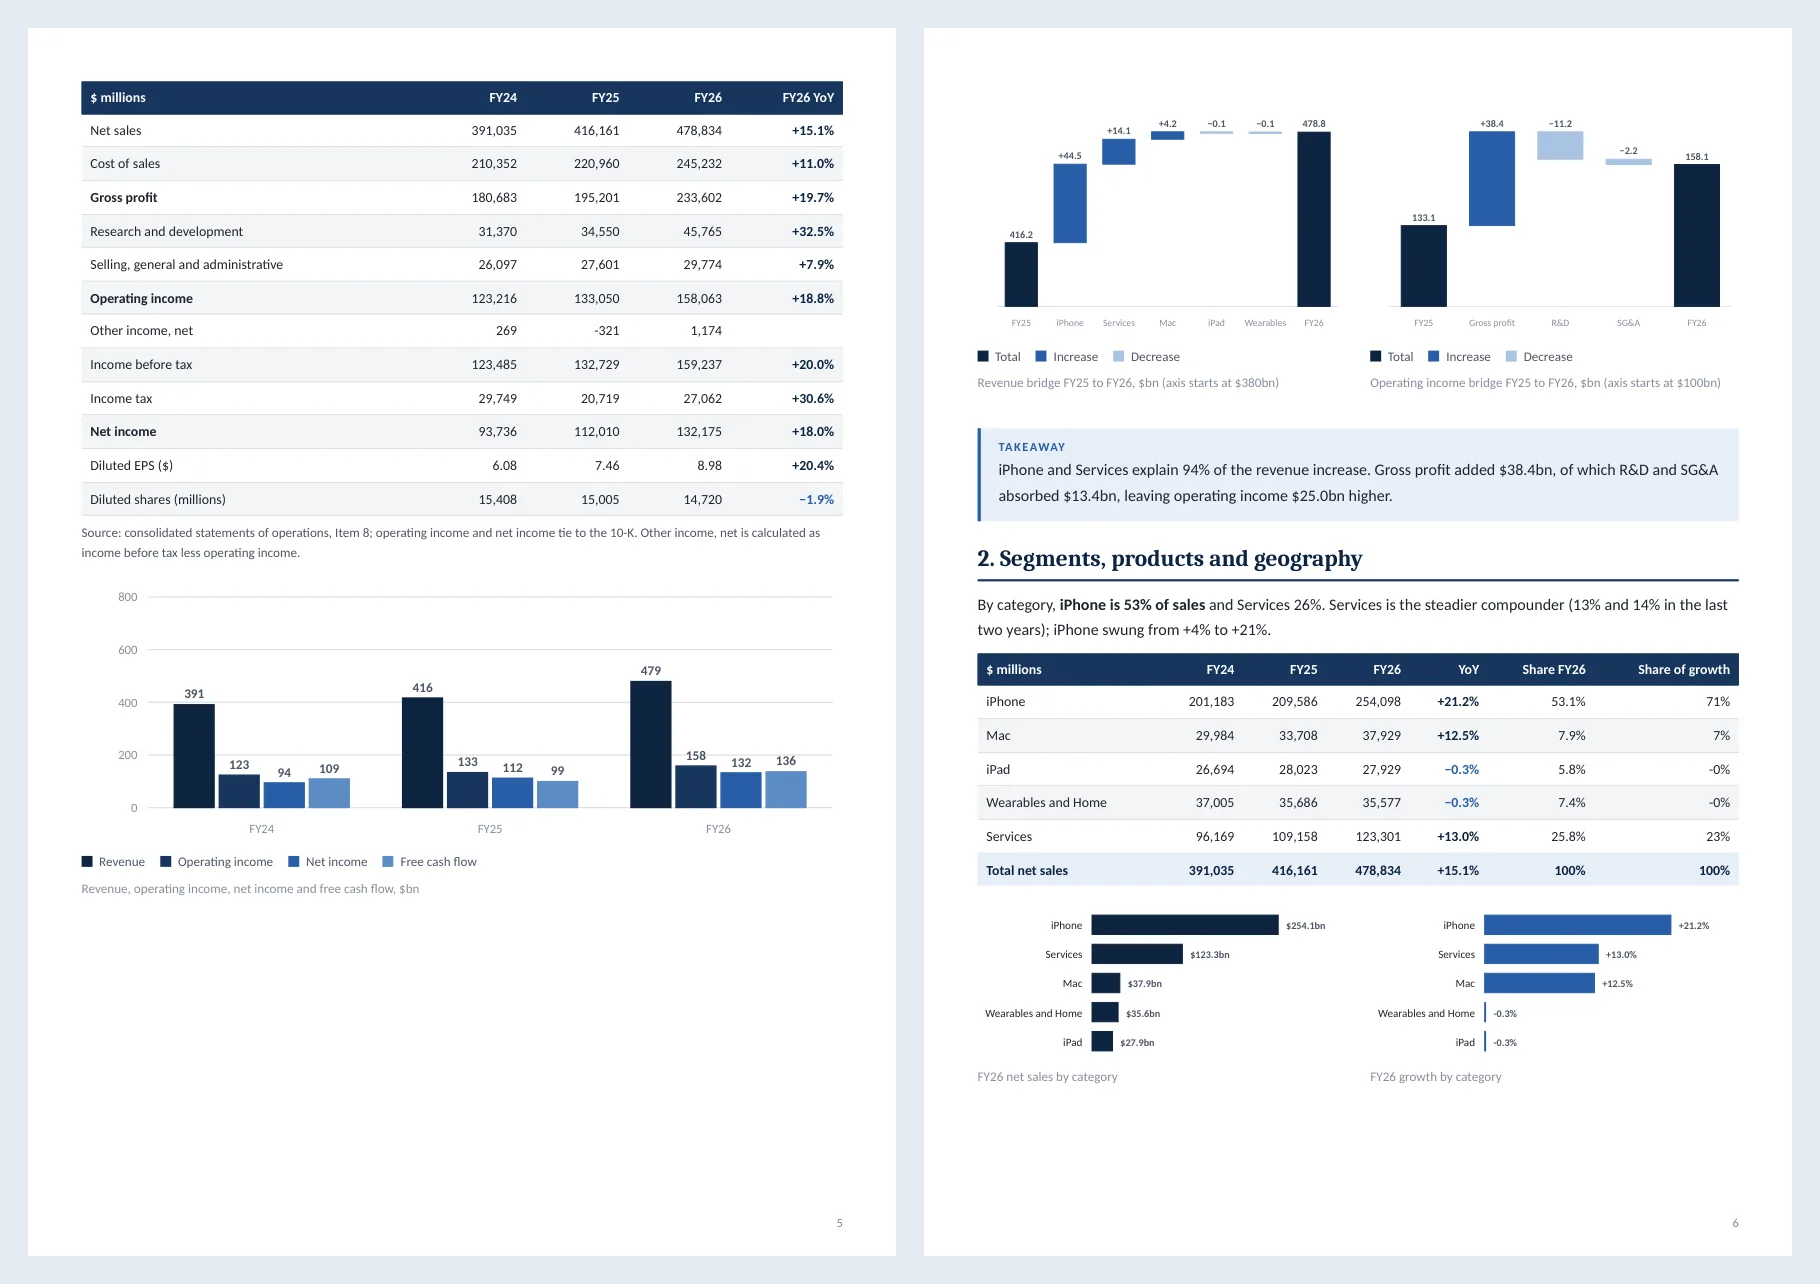 $ millions FY24 FY25 FY26 FY26 YoY
Net sales 391,035 416,161 478,834 +15.1%
Cost of sales 210,352 220,960 245,232 +11.0%
Gross profit 180,683 195,201 233,602 +19.7%
Research and development 31,370 34,550 45,765 +32.5%
Selling, general and administrative 26,097 27,601 29,774 +7.9%
Operating income 123,216 133,050 158,063 +18.8%
Other income, net 269 -321 1,174
Income before tax 123,485 132,729 159,237 +20.0%
Income tax 29,749 20,719 27,062 +30.6%
Net income 93,736 112,010 132,175 +18.0%
Diluted EPS ($) 6.08 7.46 8.98 +20.4%
Diluted shares (millions) 15,408 15,005 14,720 −1.9%
Source: consolidated statements of operations, Item 8; operating income and net income tie to the 10-K. Other income, net is calculated as
income before tax less operating income.
800
600
400
200
0
391 123 94 109
416 133 112 99
479 158 132 136
FY24 FY25 FY26
Revenue Operating income Net income Free cash flow
Revenue, operating income, net income and free cash flow, $bn
5
416.2 +44.5 +14.1 +4.2 −0.1 −0.1 478.8
FY25 iPhone Services Mac iPad Wearables FY26
Total Increase Decrease
Revenue bridge FY25 to FY26, $bn (axis starts at $380bn)
133.1 +38.4 −11.2 −2.2 158.1
FY25 Gross profit R&D SG&A FY26
Total Increase Decrease
Operating income bridge FY25 to FY26, $bn (axis starts at $100bn)
TAKEAWAY
iPhone and Services explain 94% of the revenue increase. Gross profit added $38.4bn, of which R&D and SG&A
absorbed $13.4bn, leaving operating income $25.0bn higher.
2. Segments, products and geography
By category, iPhone is 53% of sales and Services 26%. Services is the steadier compounder (13% and 14% in the last
two years); iPhone swung from +4% to +21%.
$ millions FY24 FY25 FY26 YoY Share FY26 Share of growth
iPhone 201,183 209,586 254,098 +21.2% 53.1% 71%
Mac 29,984 33,708 37,929 +12.5% 7.9% 7%
iPad 26,694 28,023 27,929 −0.3% 5.8% -0%
Wearables and Home 37,005 35,686 35,577 −0.3% 7.4% -0%
Services 96,169 109,158 123,301 +13.0% 25.8% 23%
Total net sales 391,035 416,161 478,834 +15.1% 100% 100%
iPhone $254.1bn
Services $123.3bn
Mac $37.9bn
Wearables and Home $35.6bn
iPad $27.9bn
FY26 net sales by category
iPhone +21.2%
Services +13.0%
Mac +12.5%
Wearables and Home -0.3%
iPad -0.3%
FY26 growth by category
6